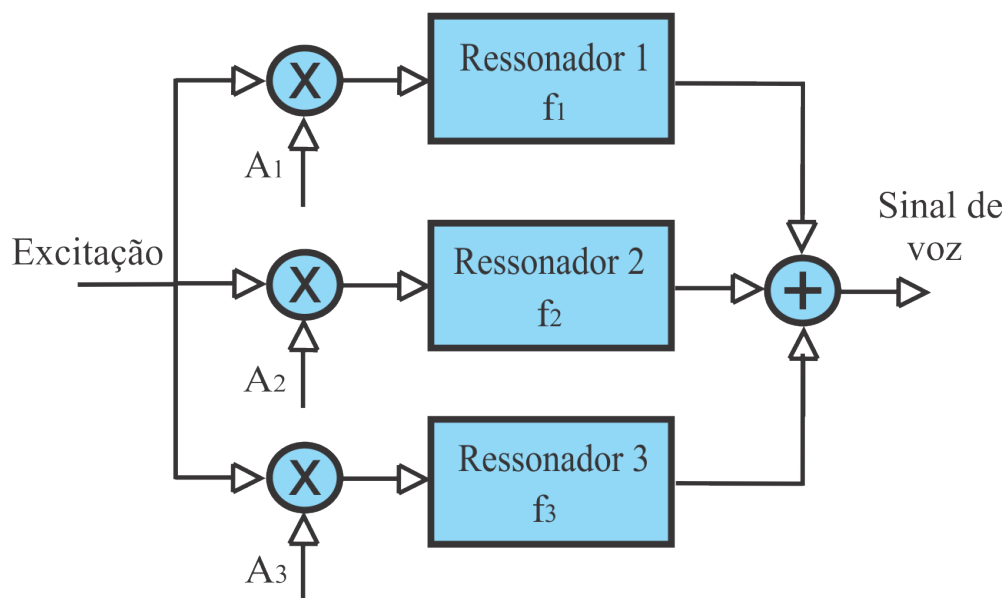 Ressonador 1
f1
X
A1
Excitação
Ressonador 2
f2
X
A2
+
Sinal de
voz
Ressonador 3
f3
X
A3